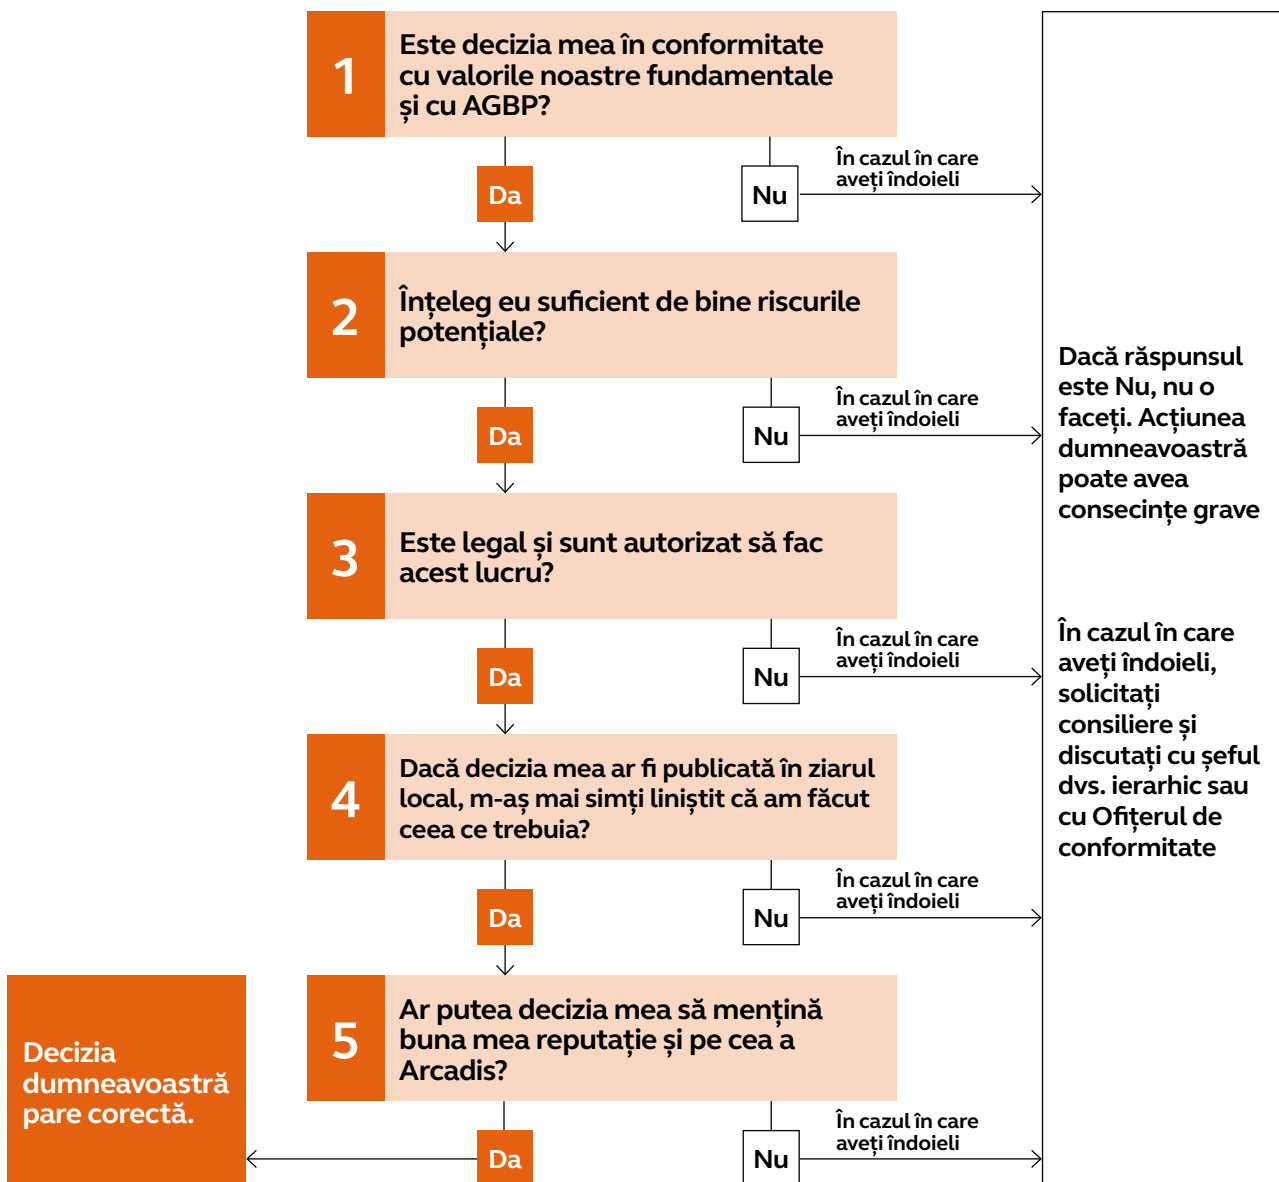 1
Este decizia mea în conformitate
cu valorile noastre fundamentale
și cu AGBP?
Da
Nu
În cazul în care
aveți îndoieli
2
Înțeleg eu suficient de bine riscurile
potențiale?
Da
Nu
În cazul în care
aveți îndoieli
3
Este legal și sunt autorizat să fac
acest lucru?
Da
Nu
În cazul în care
aveți îndoieli
4
Dacă decizia mea ar fi publicată în ziarul
local, m-aș mai simți liniștit că am făcut
ceea ce trebuia?
Da
Nu
În cazul în care
aveți îndoieli
5
Ar putea decizia mea să mențină
buna mea reputație și pe cea a
Arcadis?
Da
Nu
În cazul în care
aveți îndoieli
Decizia
dumneavoastră
pare corectă.
Dacă răspunsul
este Nu, nu o
faceți. Acțiunea
dumneavoastră
poate avea
consecințe grave
În cazul în care
aveți îndoieli,
solicitați
consiliere și
discutați cu șeful
dvs. ierarhic sau
cu Ofițerul de
conformitate